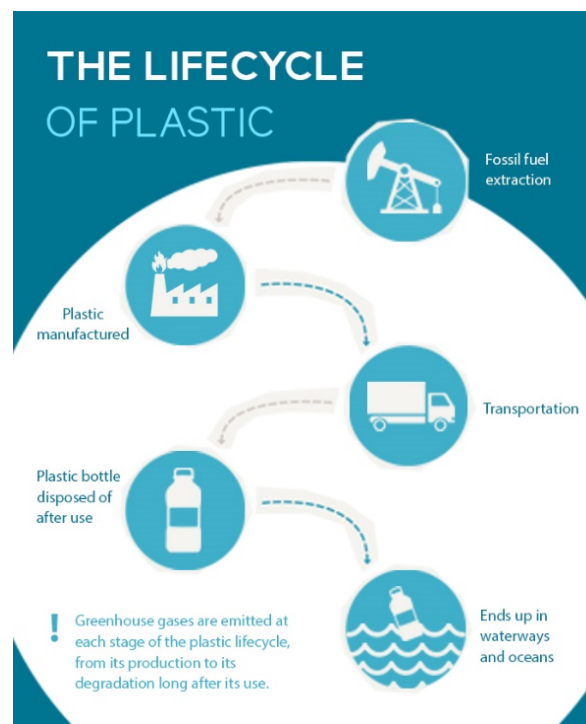 THE LIFECYCLE
OF PLASTIC
Fossil fuel
extraction
Plastic
manufactured
Transportation
Plastic bottle
disposed of
after use
Ends up in
waterways
and oceans
! Greenhouse gases are emitted at
each stage of the plastic lifecycle,
from its production to its
degradation long after its use.